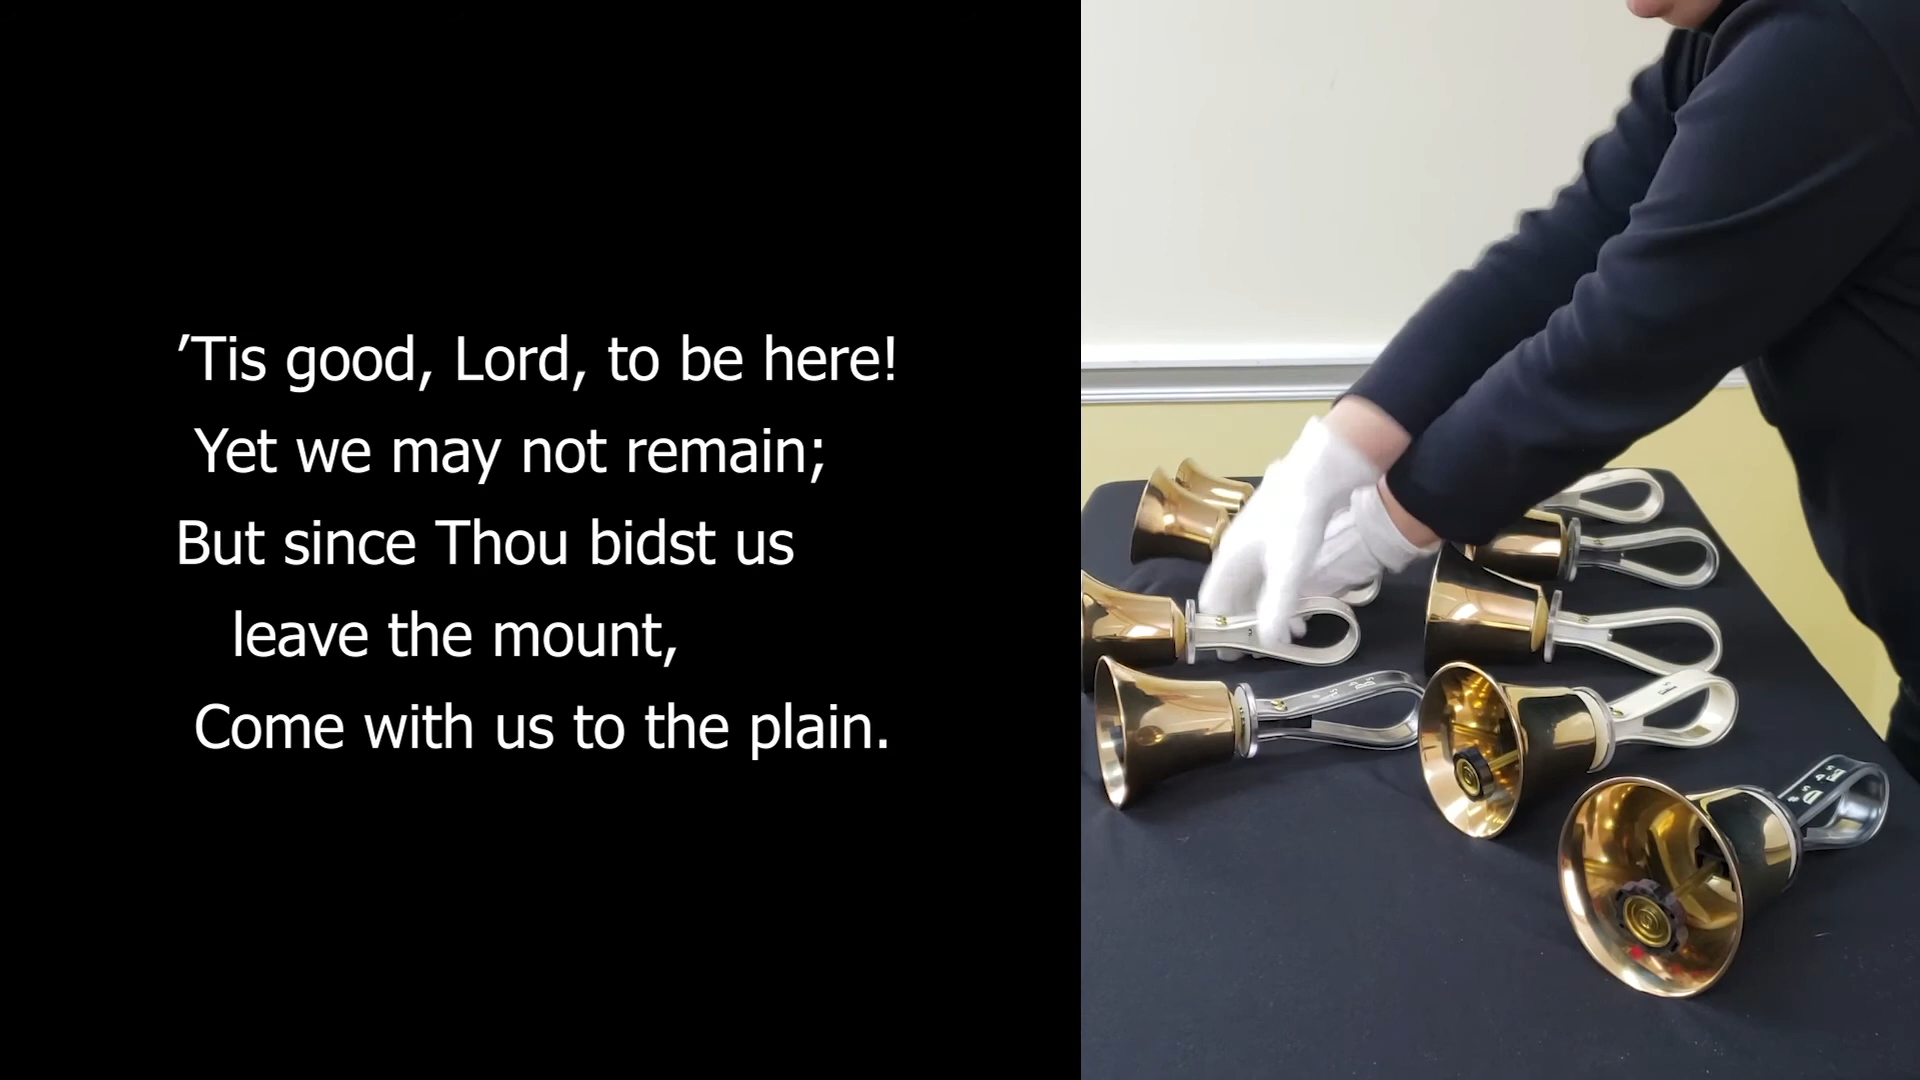 ’Tis good, Lord, to be here!
Yet we may not remain;
But since Thou bidst us
leave the mount,
Come with us to the plain.